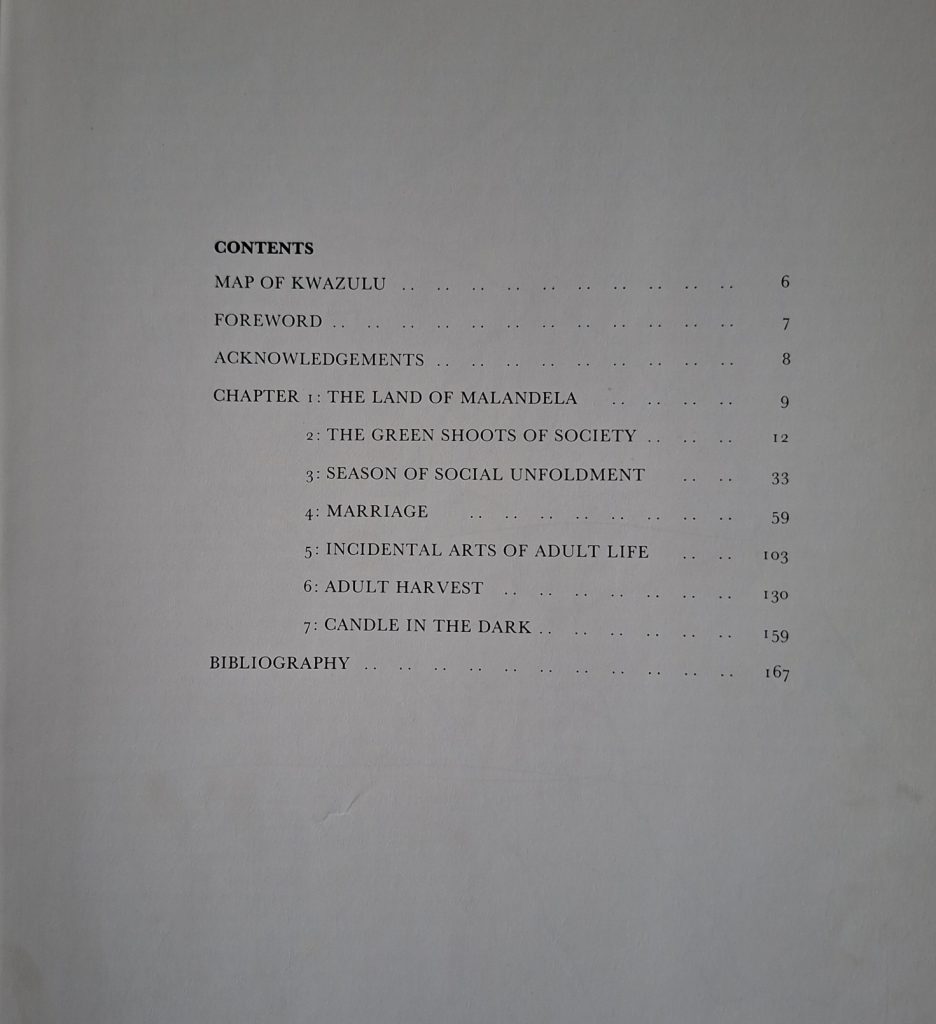 CONTENTS
MAP OF KWAZULU .. .. .. .. .. .. .. .. .. .. 6
FOREWORD .. .. .. .. .. .. .. .. .. .. .. .. 7
ACKNOWLEDGEMENTS .. .. .. .. .. .. .. .. .. 8
CHAPTER 1: THE LAND OF MALANDELA .. .. .. .. 9
2: THE GREEN SHOOTS OF SOCIETY .. .. .. 12
3: SEASON OF SOCIAL UNFOLDMENT .. .. 33
4: MARRIAGE .. .. .. .. .. .. .. .. 59
5: INCIDENTAL ARTS OF ADULT LIFE .. .. 103
6: ADULT HARVEST .. .. .. .. .. .. .. 130
7: CANDLE IN THE DARK .. .. .. .. .. .. 159
BIBLIOGRAPHY .. .. .. .. .. .. .. .. .. .. .. 167